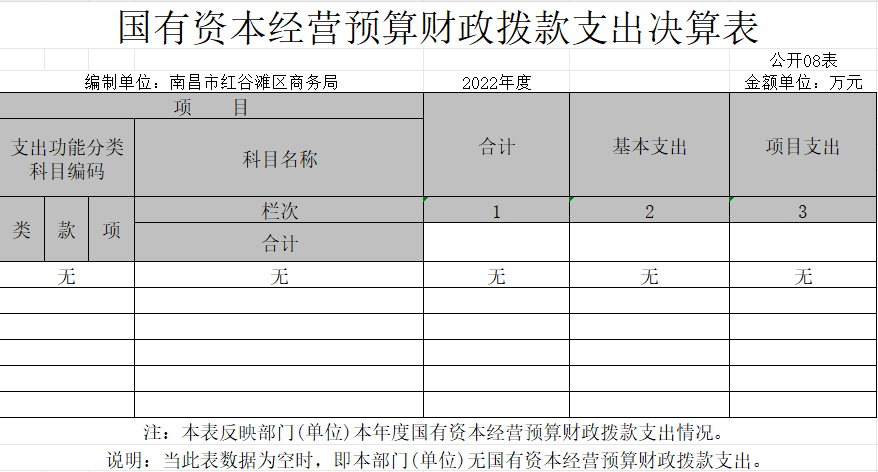 国有资本经营预算财政拨款支出决算表
公开08表
编制单位：南昌市红谷滩区商务局 2022年度 金额单位：万元
项 目
支出功能分类
科目编码
科目名称
合计
基本支出
项目支出
类 款 项
栏次 1 2 3
合计
无 无 无 无 无
注：本表反映部门(单位)本年度国有资本经营预算财政拨款支出情况。
说明：当此表数据为空时，即本部门(单位)无国有资本经营预算财政拨款支出。